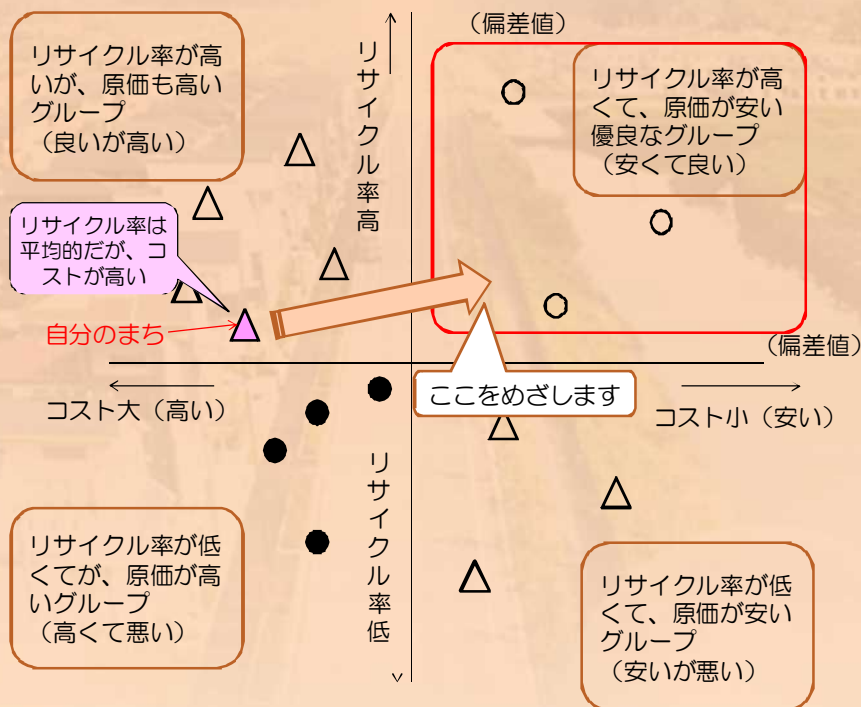 (偏差値)
リサイクル率が高
いが、原価も高い
グループ
(良いが高い)
リサイクル率高
リサイクル率が高
くて、原価が安い
優良なグループ
(安くて良い)
リサイクル率は
平均的だが、コ
ストが高い
自分のまち
(偏差値)
ここをめざします
コスト大(高い)
コスト小(安い)
リサイクル率低
リサイクル率が低
くてが、原価が高
いグループ
(高くて悪い)
リサイクル率が低
くて、原価が安い
グループ
(安いが悪い)